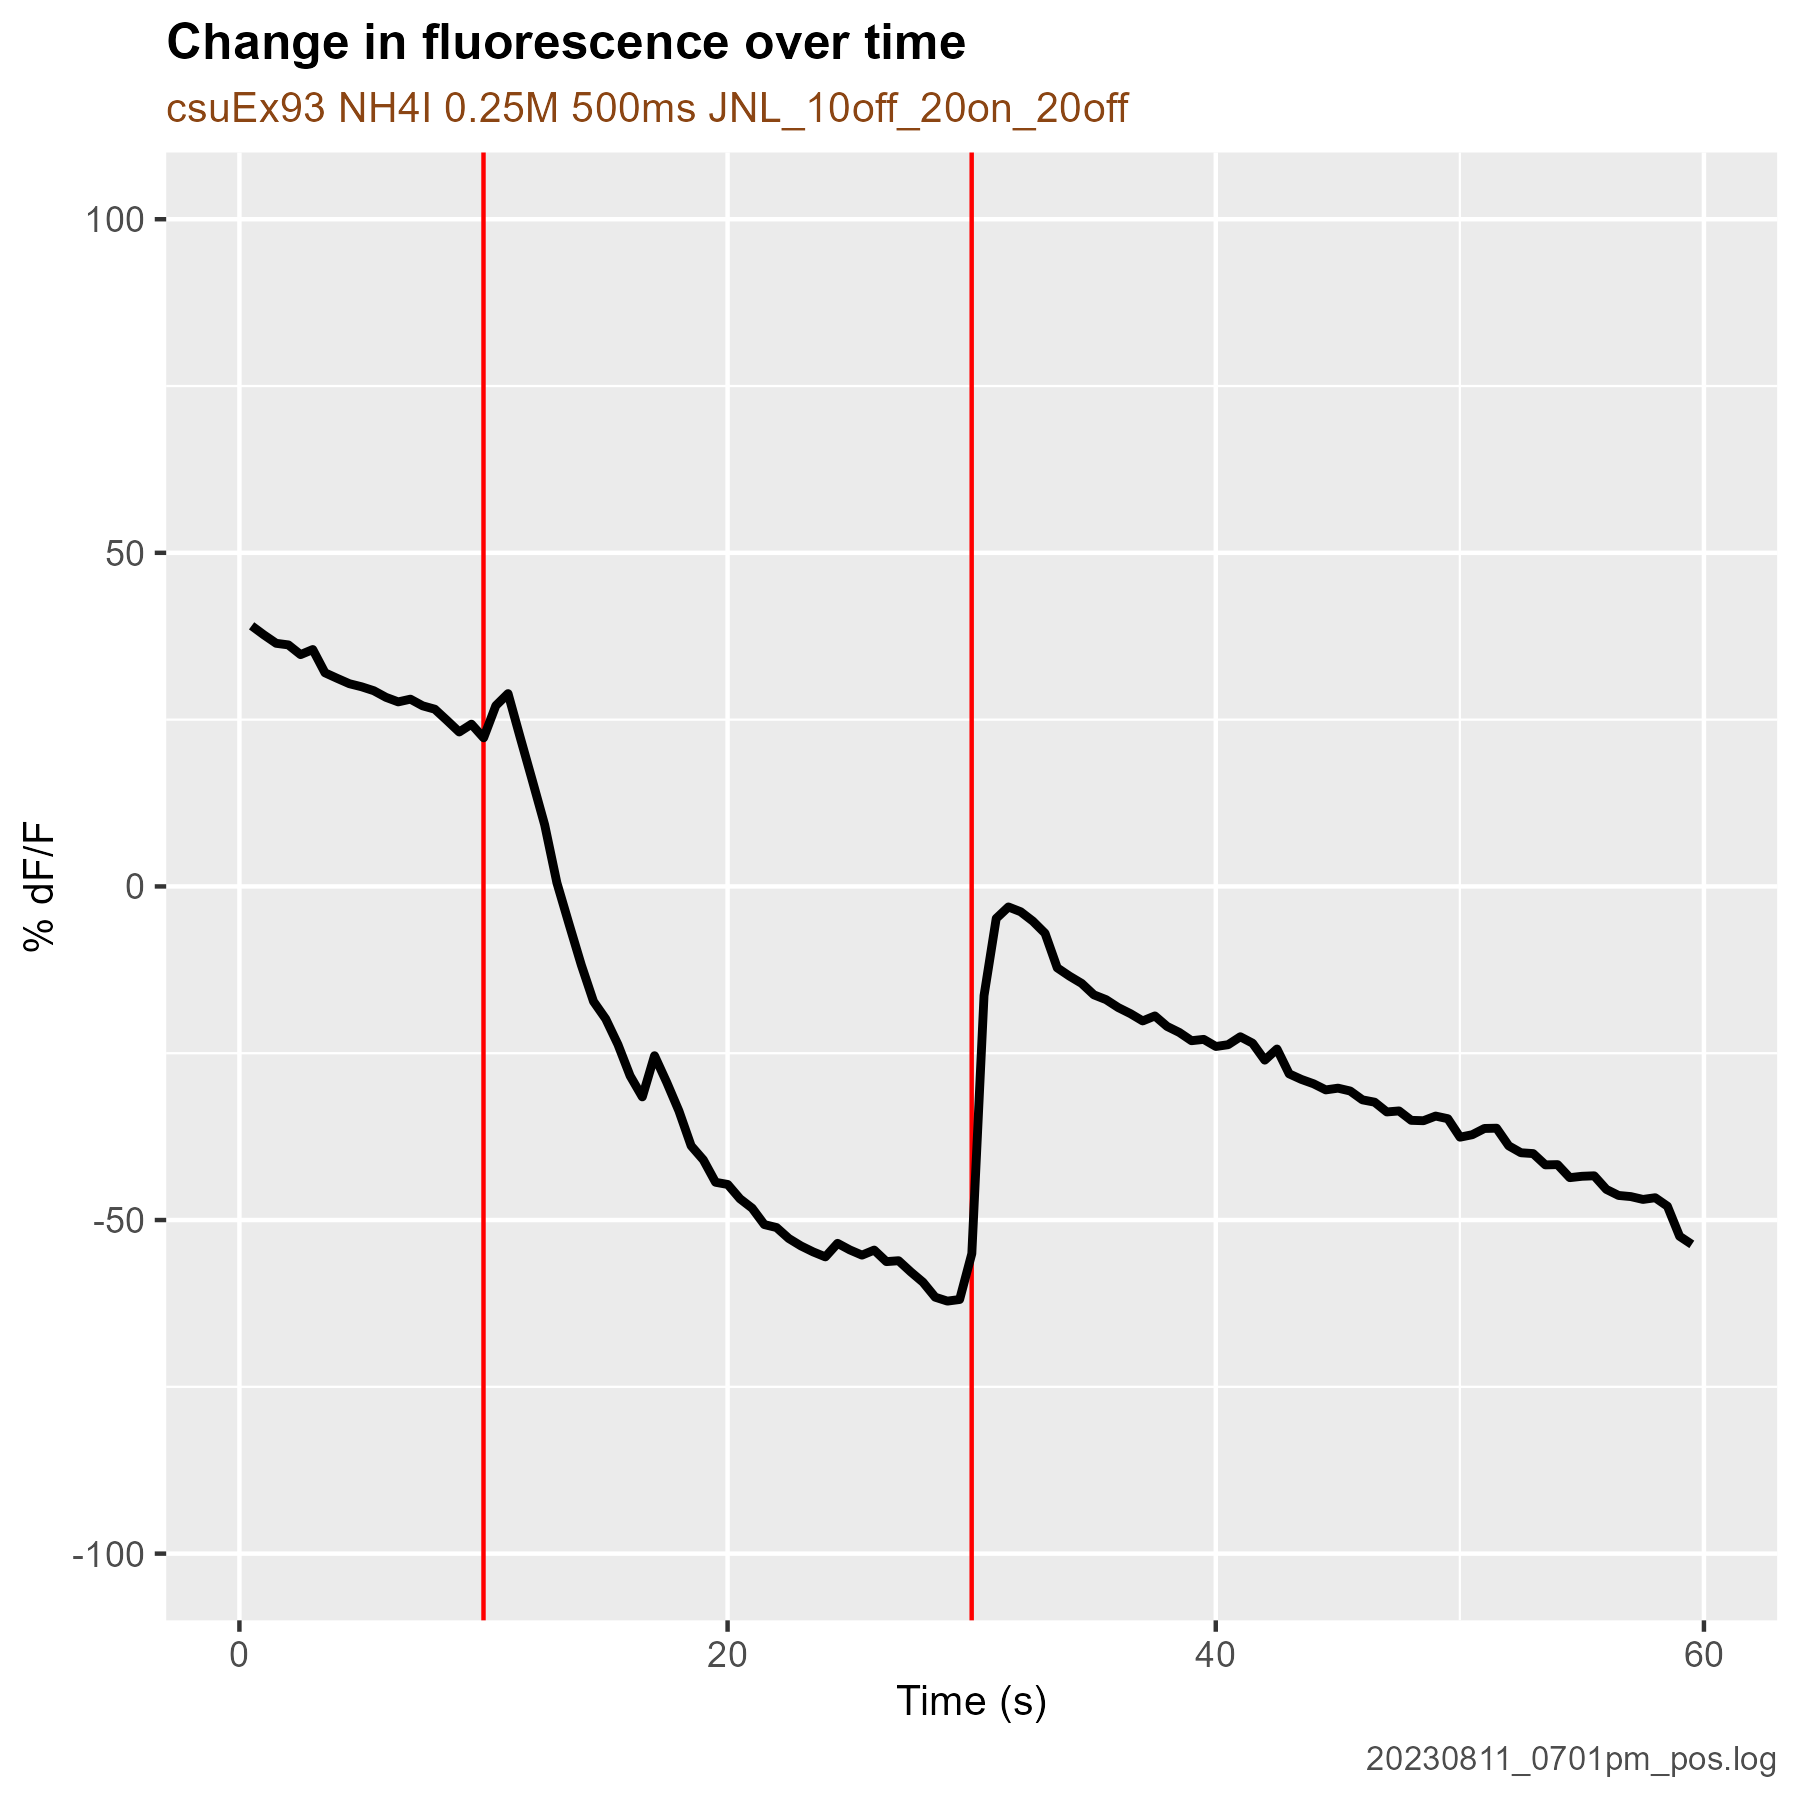 Change in fluorescence over time
csuEx93 NH4I 0.25M 500ms JNL_10off_20on_20off
100
50
0
-50
-100
% dF/F
0 20 40 60
Time (s)
20230811_0701pm_pos.log